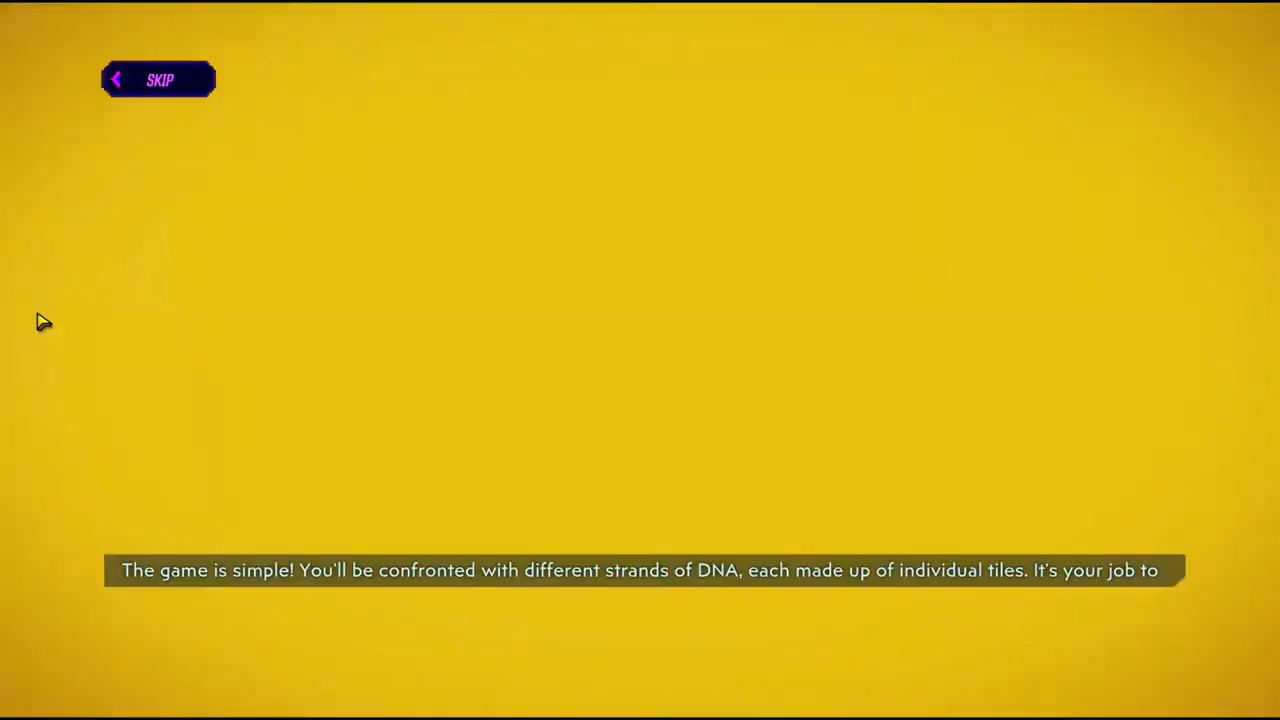 SKIP
The game is simple! You'll be confronted with different strands of DNA, each made up of individual tiles. It's your job to